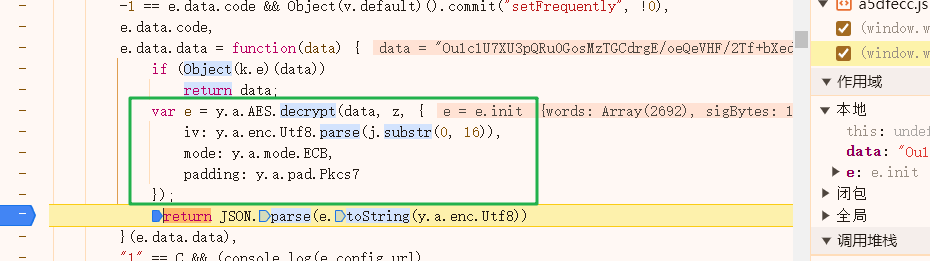 -1 == e.data.code && Object(v.default)().commit("setFrequently", !0),
e.data.code,
e.data.data = function(data) { data = "Ou1c1U7XU3pQRu0GosMzTGCdrgE/oeQeVHF/2Tf+bXed
if (Object(k.e)(data))
return data;
var e = y.a.AES.decrypt(data, z, { e = e.init {words: Array(2692), sigBytes: 1
iv: y.a.enc.Utf8.parse(j.substr(0, 16)),
mode: y.a.mode.ECB,
padding: y.a.pad.Pkcs7
});
return JSON.parse(e.toString(y.a.enc.Utf8))
}(e.data.data),
"1" == C && (console.log(e.config.url)
a5dfecc.js
(window.w
(window.w
作用域
本地
this: undef
data: "Ou1
e: e.init
闭包
全局
调用堆栈